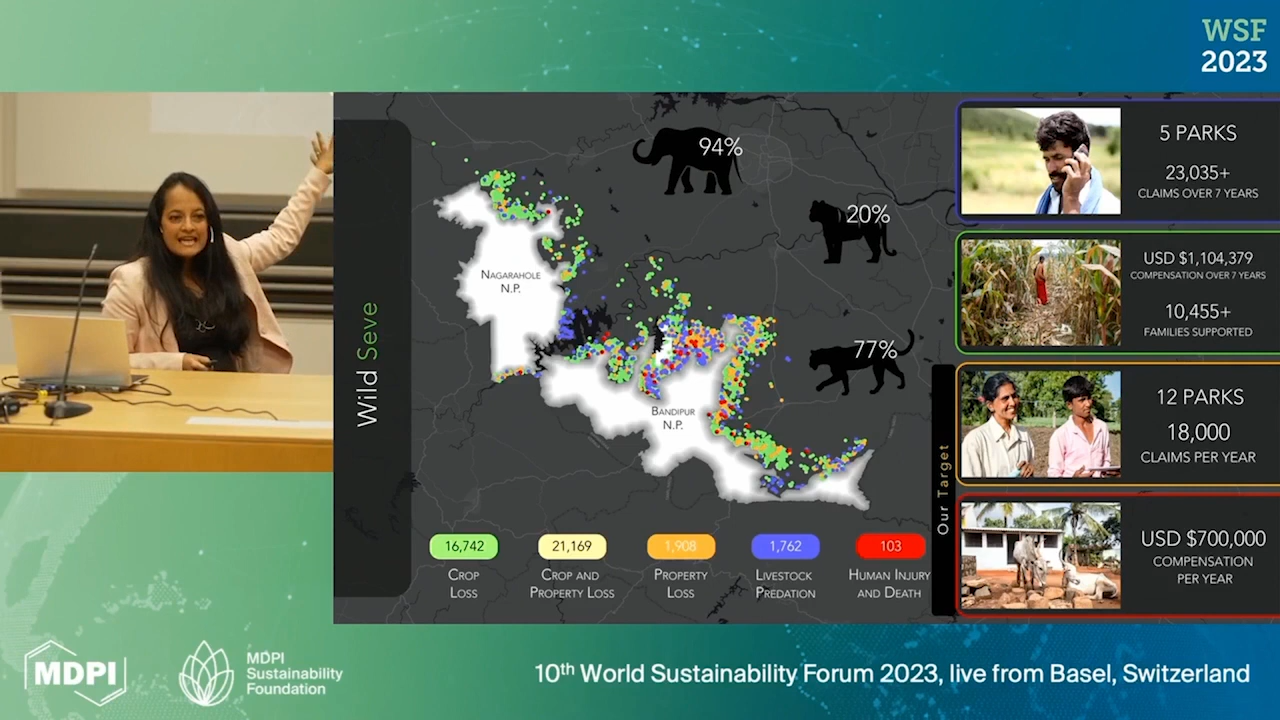 WSF
2023
Wild Seve
94%
20%
77%
NAGARAHOLE
N.P.
BANDIPUR
N.P.
16,742
CROP
LOSS
21,169
CROP AND
PROPERTY LOSS
1,908
PROPERTY
LOSS
1,762
LIVESTOCK
PREDATION
103
HUMAN INJURY
AND DEATH
5 PARKS
23,035+
CLAIMS OVER 7 YEARS
USD $1,104,379
COMPENSATION OVER 7 YEARS
10,455+
FAMILIES SUPPORTED
Our Target
12 PARKS
18,000
CLAIMS PER YEAR
USD $700,000
COMPENSATION
PER YEAR
MDPI
MDPI
Sustainability
Foundation
10th World Sustainability Forum 2023, live from Basel, Switzerland